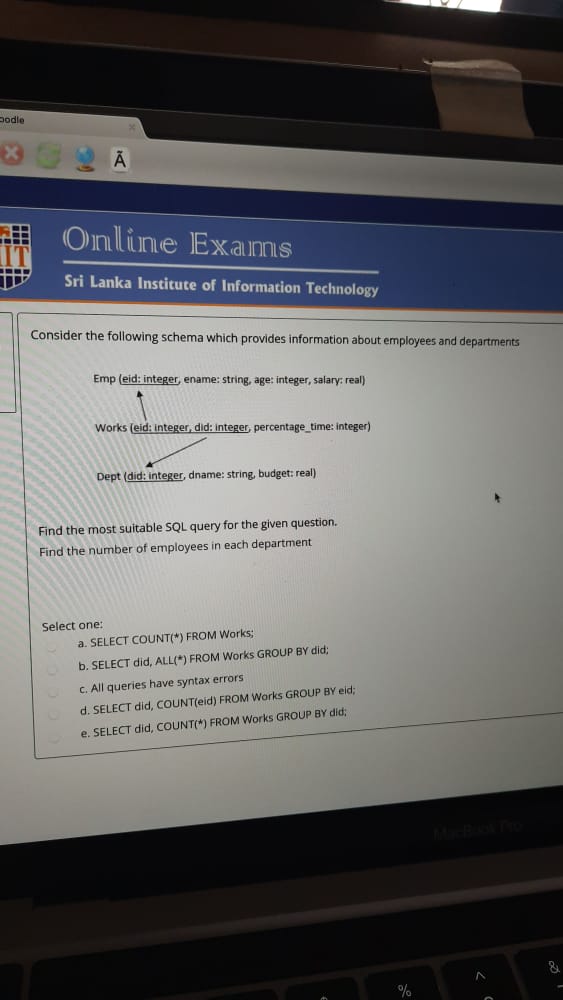 oodle
Ã
IIT
Online Exams
Sri Lanka Institute of Information Technology
Consider the following schema which provides information about employees and departments
Emp (eid: integer, ename: string, age: integer, salary: real)
Works (eid: integer, did: integer, percentage_time: integer)
Dept (did: integer, dname: string, budget: real)
Find the most suitable SQL query for the given question.
Find the number of employees in each department
Select one:
a. SELECT COUNT(*) FROM Works;
b. SELECT did, ALL(*) FROM Works GROUP BY did;
c. All queries have syntax errors
d. SELECT did, COUNT(eid) FROM Works GROUP BY eid;
e. SELECT did, COUNT(*) FROM Works GROUP BY did;
MacBook Pro
% ^ &